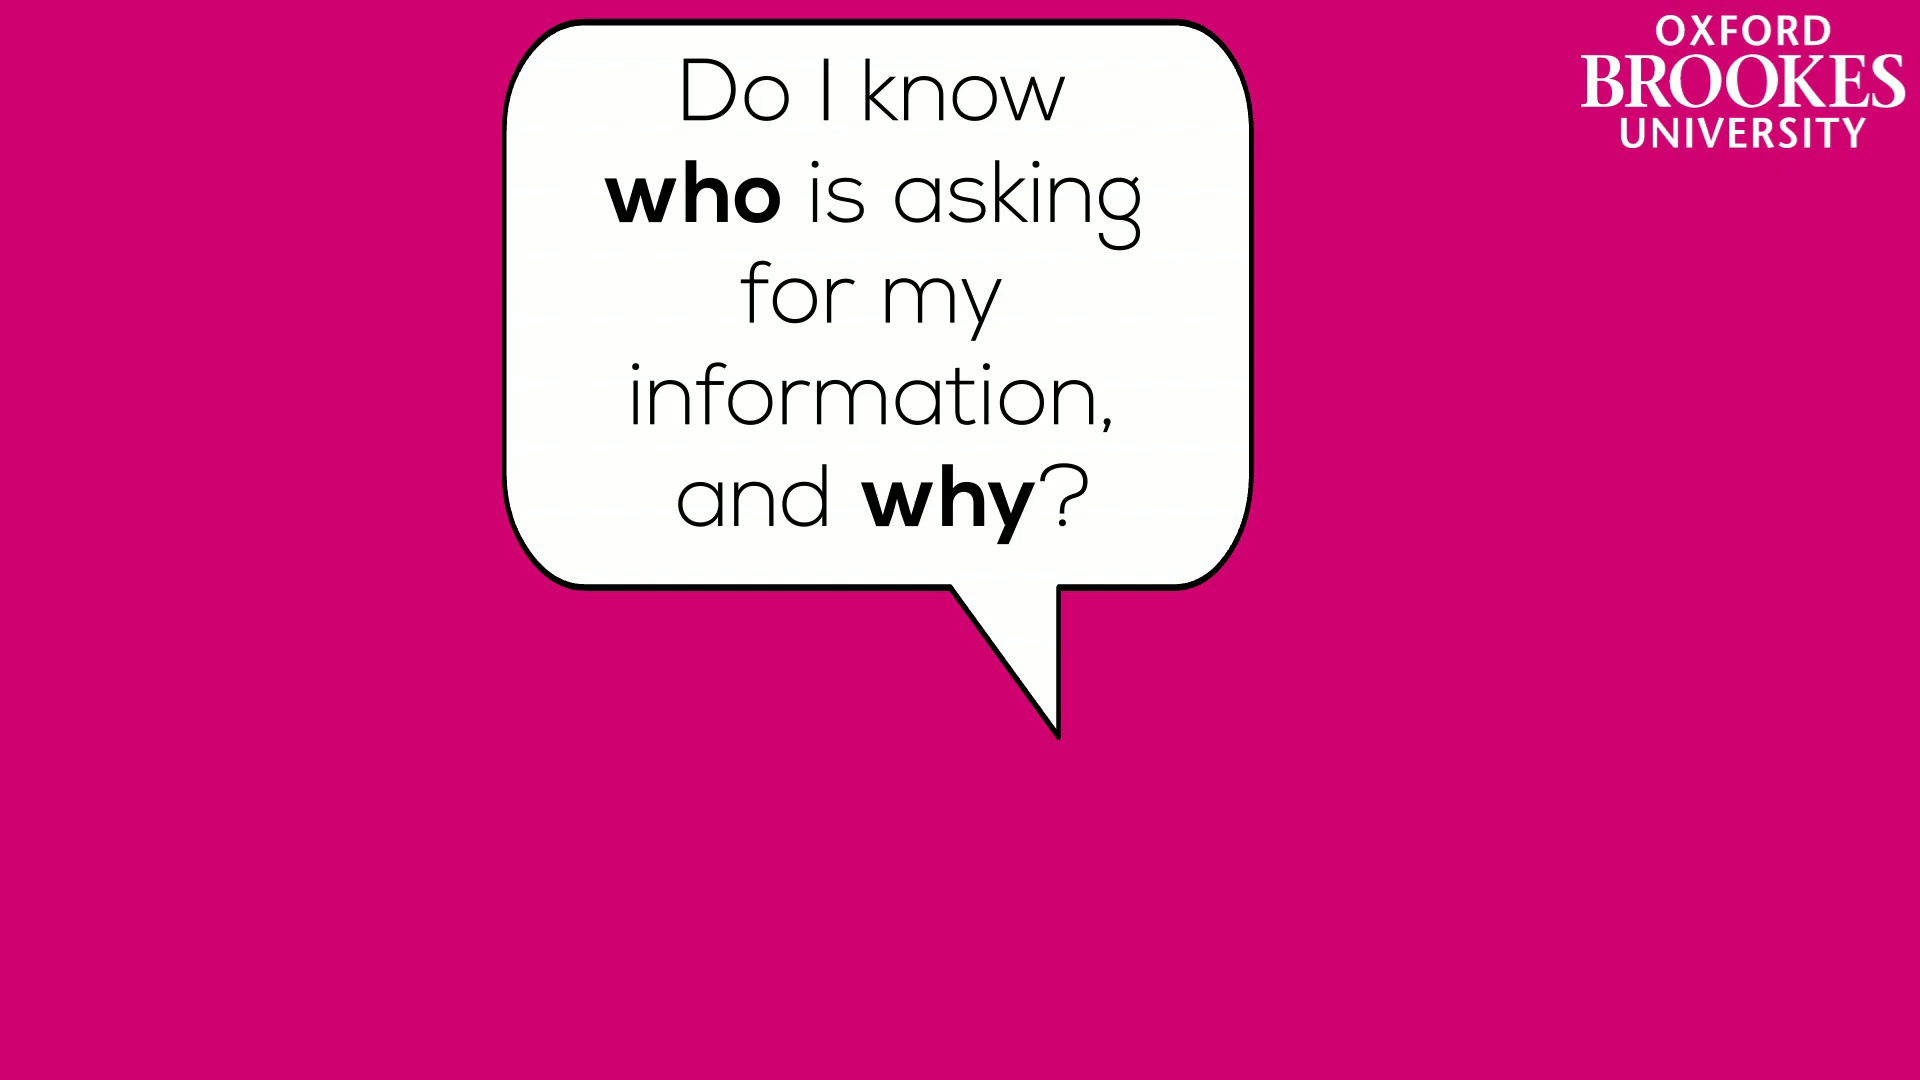 Do I know
who is asking
for my
information,
and why?
OXFORD
BROOKES
UNIVERSITY